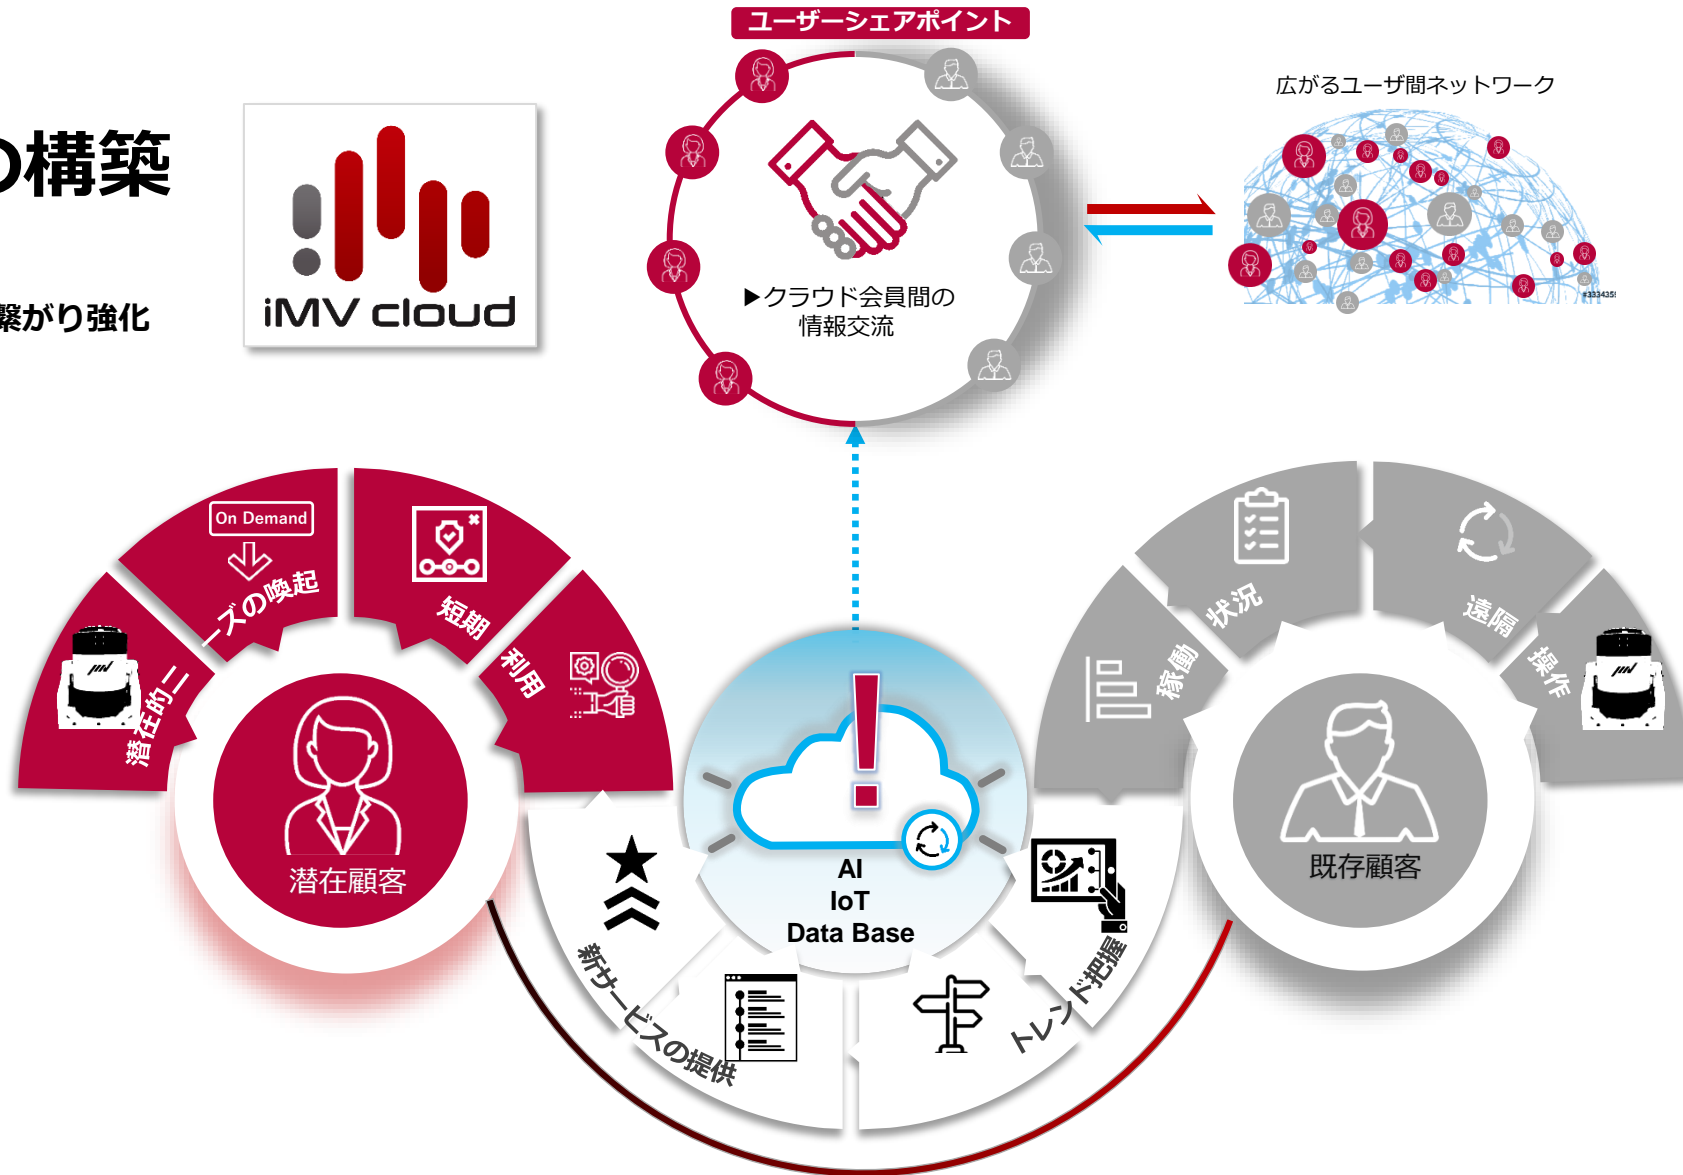 ユーザーシェアポイント
広がるユーザ間ネットワーク
の構築
繋がり強化
iMV cloud
▶クラウド会員間の
情報交流
#333435
On Demand
潜在的ニーズの喚起
短期利用
稼働状況
遠隔操作
潜在顧客
既存顧客
AI
IoT
Data Base
新サービスの提供
トレンド把握